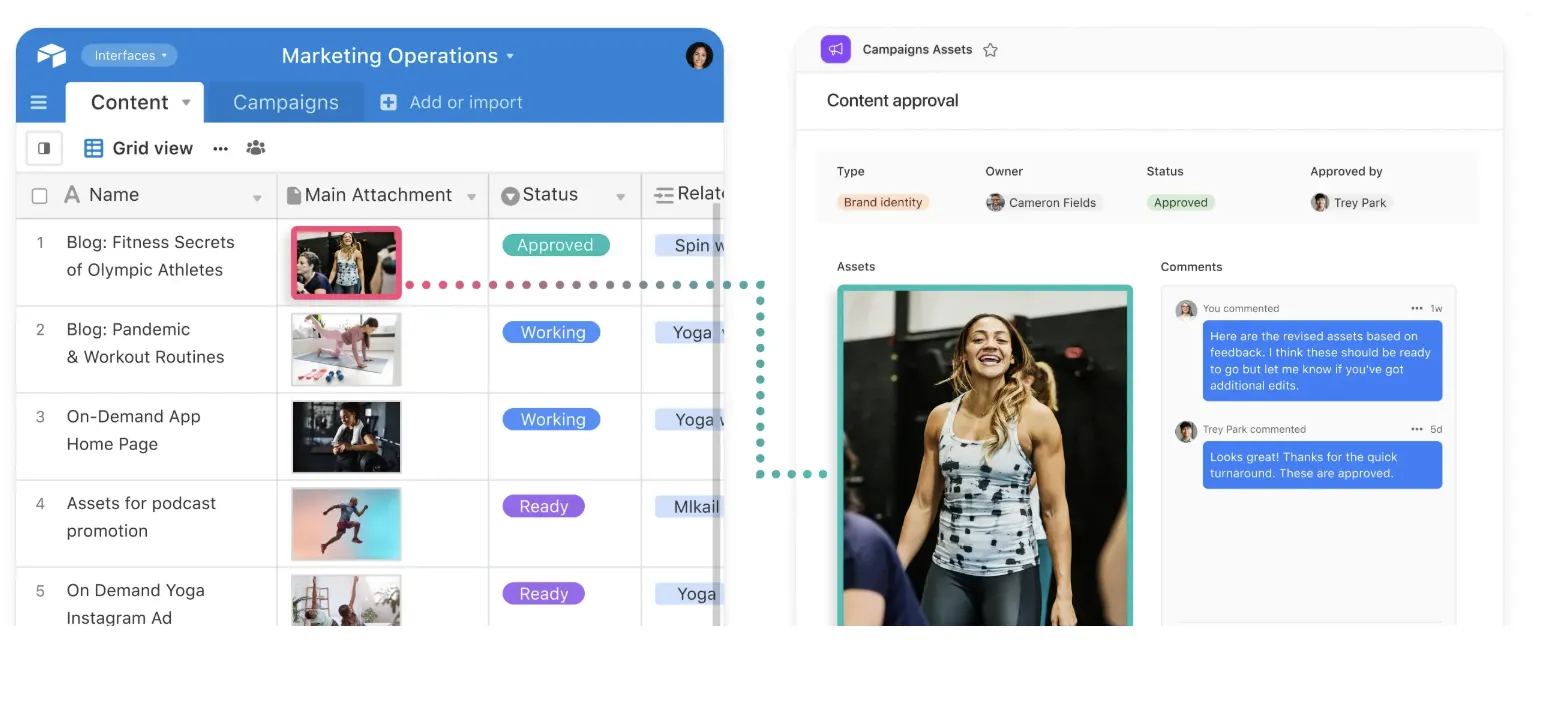 Interfaces
Marketing Operations
Content
Campaigns
Add or import
Grid view
Name
Main Attachment
Status
1
Blog: Fitness Secrets
of Olympic Athletes
Approved
Spin
2
Blog: Pandemic
& Workout Routines
Working
Yoga
3
On-Demand App
Home Page
Working
Yoga
4
Assets for podcast
promotion
Ready
Mlkail
5
On Demand Yoga
Instagram Ad
Ready
Yoga
Campaigns Assets
Content approval
Type
Owner
Status
Approved by
Brand identity
Cameron Fields
Approved
Trey Park
Assets
Comments
You commented
1w
Here are the revised assets based on
feedback. I think these should be ready
to go but let me know if you've got
additional edits.
Trey Park commented
5d
Looks great! Thanks for the quick
turnaround. These are approved.